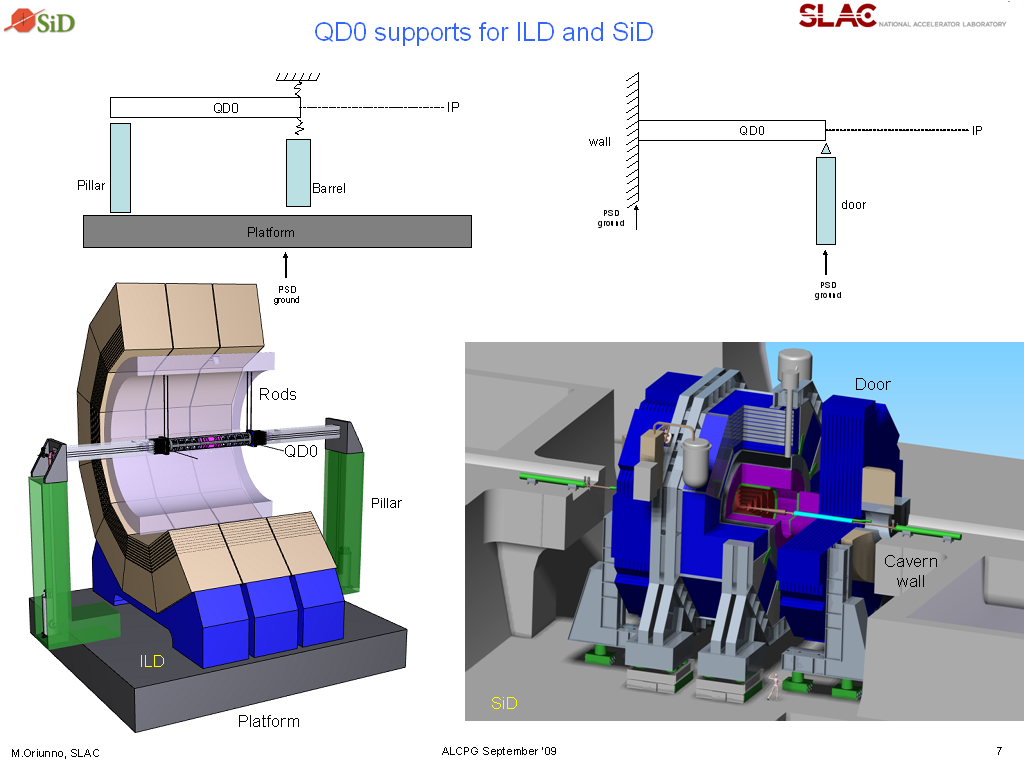 SiD
QD0 supports for ILD and SiD
SLAC NATIONAL ACCELERATOR LABORATORY
QD0
IP
Pillar
Barrel
Platform
PSD
ground
QD0
IP
wall
PSD
ground
door
PSD
ground
Rods
QD0
Pillar
ILD
Platform
Door
Cavern
wall
SiD
M.Oriunno, SLAC
ALCPG September '09
7